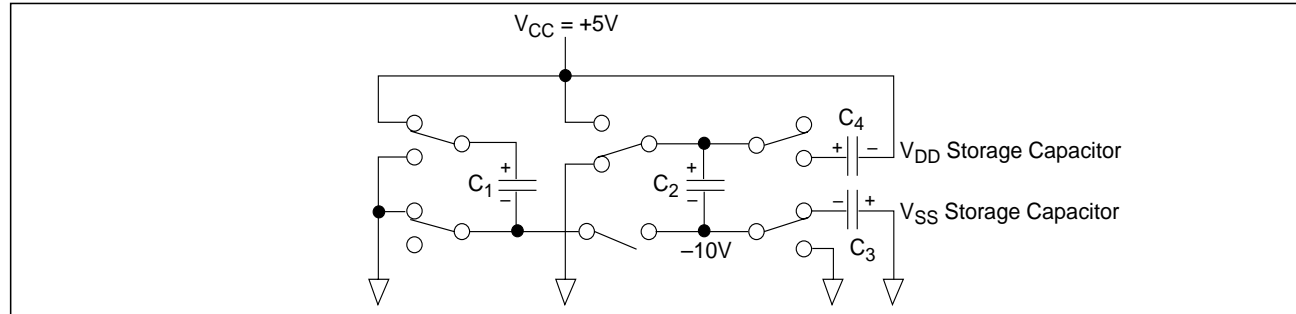 V_CC = +5V
C_4
+ –
V_DD Storage Capacitor
+
C_1
–
+
C_2
–
– +
V_SS Storage Capacitor
C_3
–10V